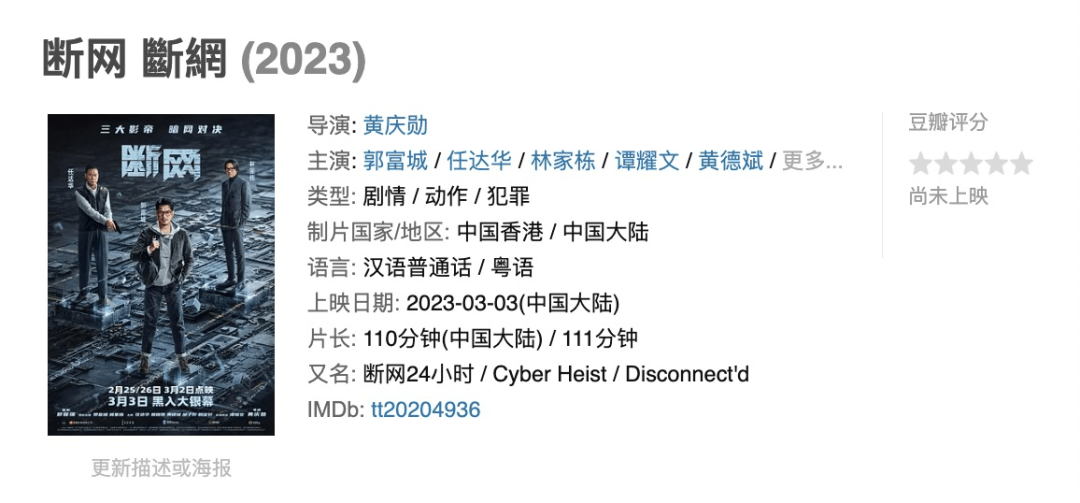 断网 斷網 (2023)
三大影帝 暗网对决
断网
任达华
2月25/26日 3月2日点映
3月3日 黑入大银幕
更新描述或海报
导演: 黄庆勋
主演: 郭富城 / 任达华 / 林家栋 / 谭耀文 / 黄德斌 / 更多...
类型: 剧情 / 动作 / 犯罪
制片国家/地区: 中国香港 / 中国大陆
语言: 汉语普通话 / 粤语
上映日期: 2023-03-03(中国大陆)
片长: 110分钟(中国大陆) / 111分钟
又名: 断网24小时 / Cyber Heist / Disconnect'd
IMDb: tt20204936
豆瓣评分
尚未上映